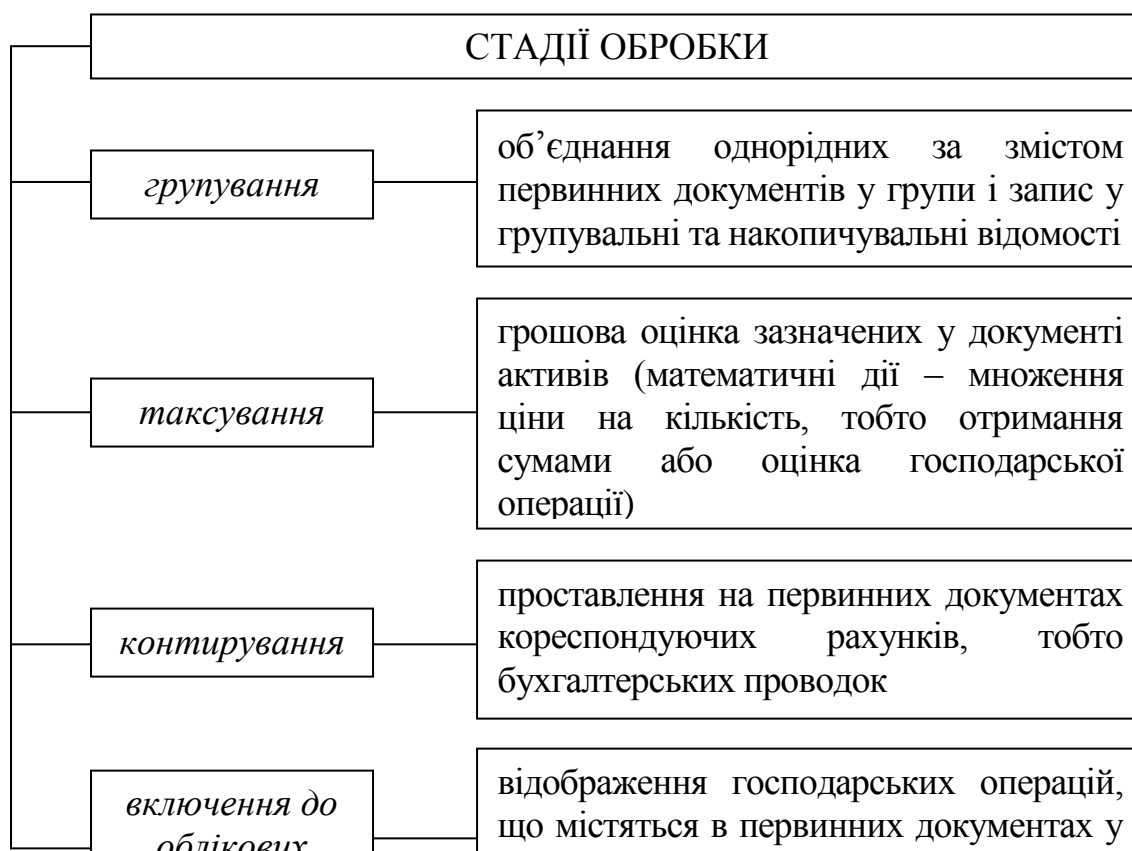 СТАДІЇ ОБРОБКИ
групування
об’єднання однорідних за змістом
первинних документів у групи і запис у
групувальні та накопичувальні відомості
таксування
грошова оцінка зазначених у документі
активів (математичні дії – множення
ціни на кількість, тобто отримання
сумами або оцінка господарської
операції)
контирування
проставлення на первинних документах
кореспондуючих рахунків, тобто
бухгалтерських проводок
включення до
облікових
відображення господарських операцій,
що містяться в первинних документах у